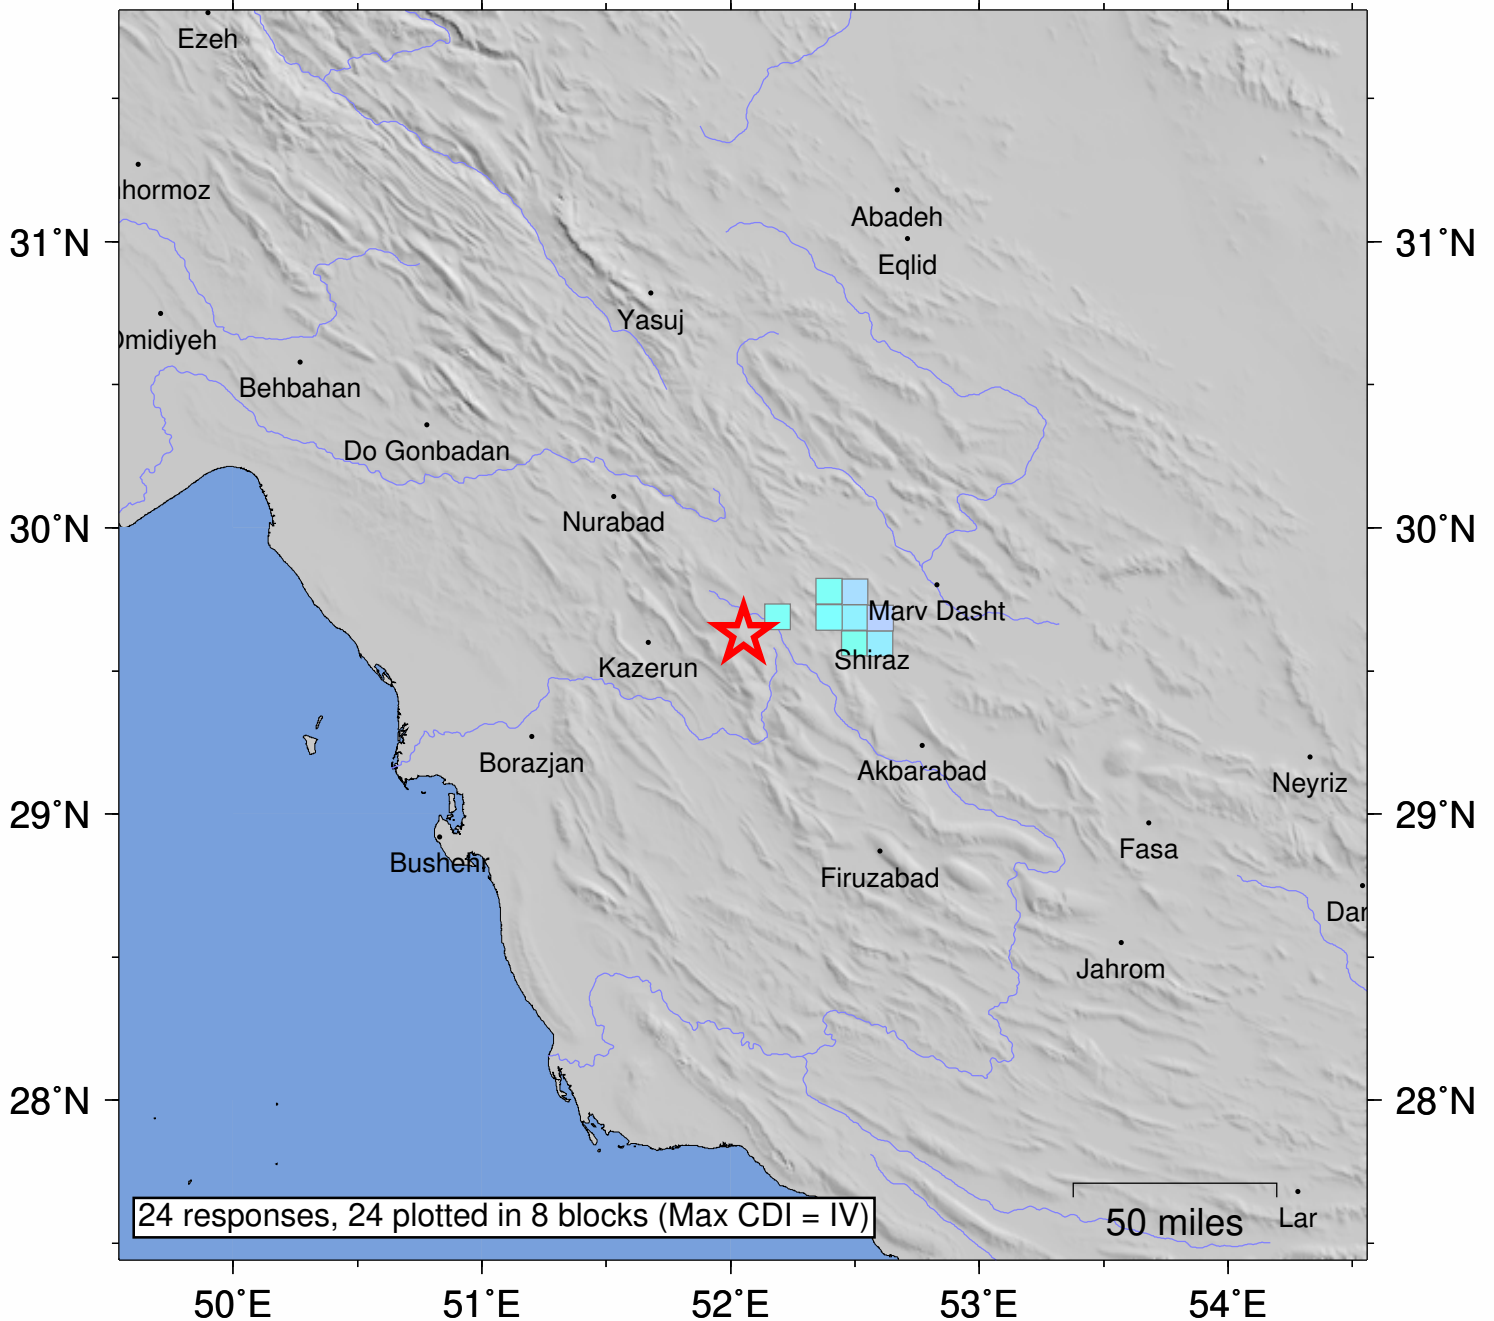 Ezeh
hormoz
Abadeh
31°N
31°N
Eqlid
Yasuj
Omidiyeh
Behbahan
Do Gonbadan
Nurabad
30°N
30°N
Marv Dasht
Kazerun
Shiraz
Borazjan
Akbarabad
Neyriz
29°N
29°N
Fasa
Bushehr
Firuzabad
Dar
Jahrom
28°N
28°N
24 responses, 24 plotted in 8 blocks (Max CDI = IV)
50 miles
Lar
50°E
51°E
52°E
53°E
54°E